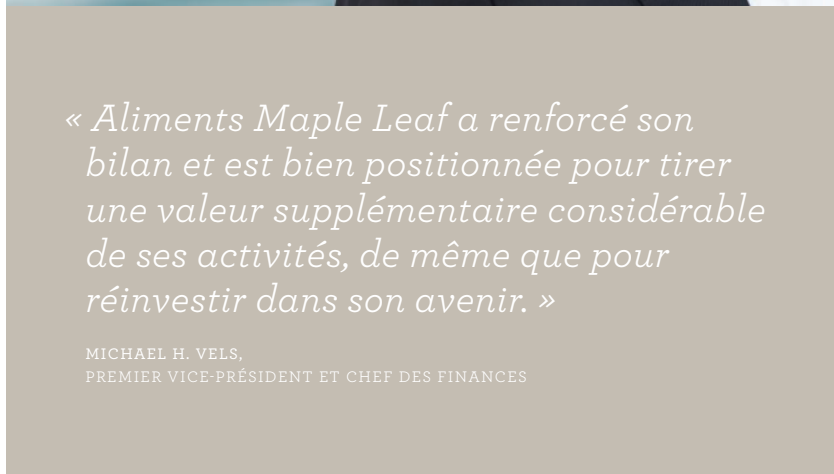 « Aliments Maple Leaf a renforcé son
bilan et est bien positionnée pour tirer
une valeur supplémentaire considérable
de ses activités, de même que pour
réinvestir dans son avenir. »
MICHAEL H. VELS,
PREMIER VICE-PRÉSIDENT ET CHEF DES FINANCES